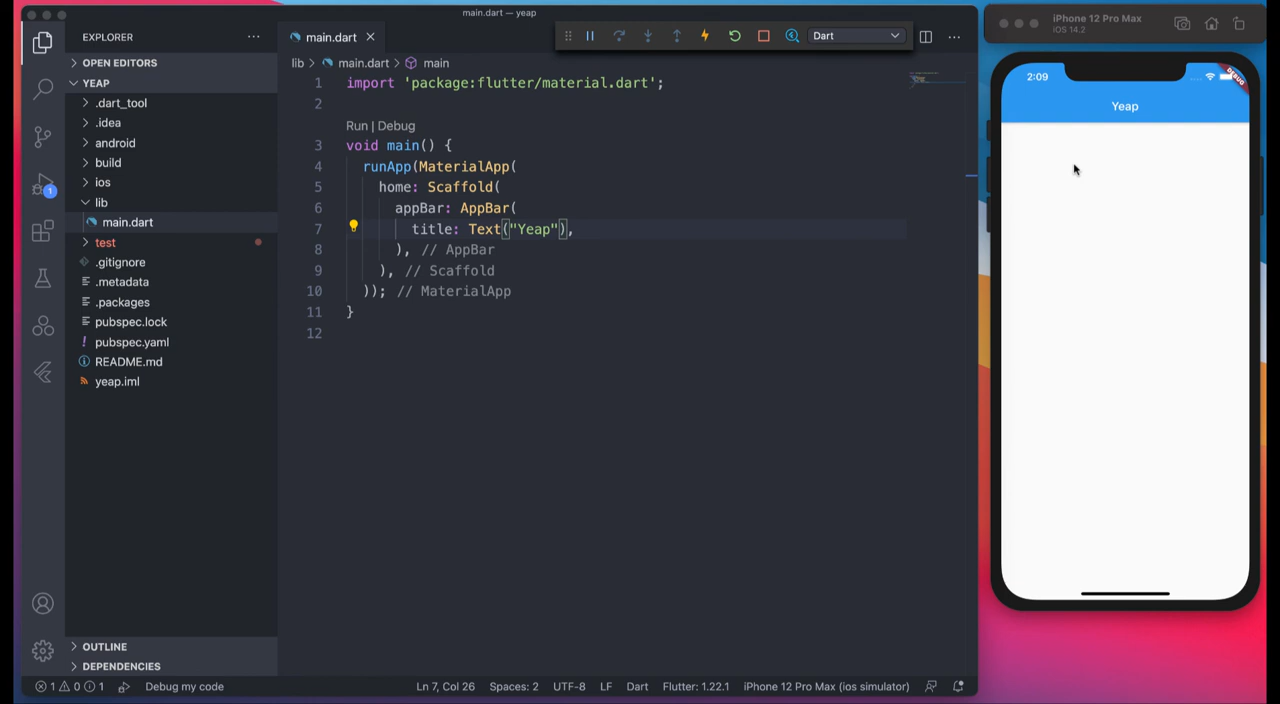 main.dart — yeap
EXPLORER
OPEN EDITORS
YEAP
.dart_tool
.idea
android
build
ios
lib
main.dart
test
.gitignore
.metadata
.packages
pubspec.lock
pubspec.yaml
README.md
yeap.iml
OUTLINE
DEPENDENCIES
1
main.dart
Dart
lib > main.dart > main
1 import 'package:flutter/material.dart';
2
Run | Debug
3 void main() {
4 runApp(MaterialApp(
5 home: Scaffold(
6 appBar: AppBar(
7 title: Text("Yeap"),
8 ), // AppBar
9 ), // Scaffold
10 )); // MaterialApp
11 }
12
1 0 1 Debug my code Ln 7, Col 26 Spaces: 2 UTF-8 LF Dart Flutter: 1.22.1 iPhone 12 Pro Max (ios simulator)
iPhone 12 Pro Max
iOS 14.2
2:09
DEBUG
Yeap